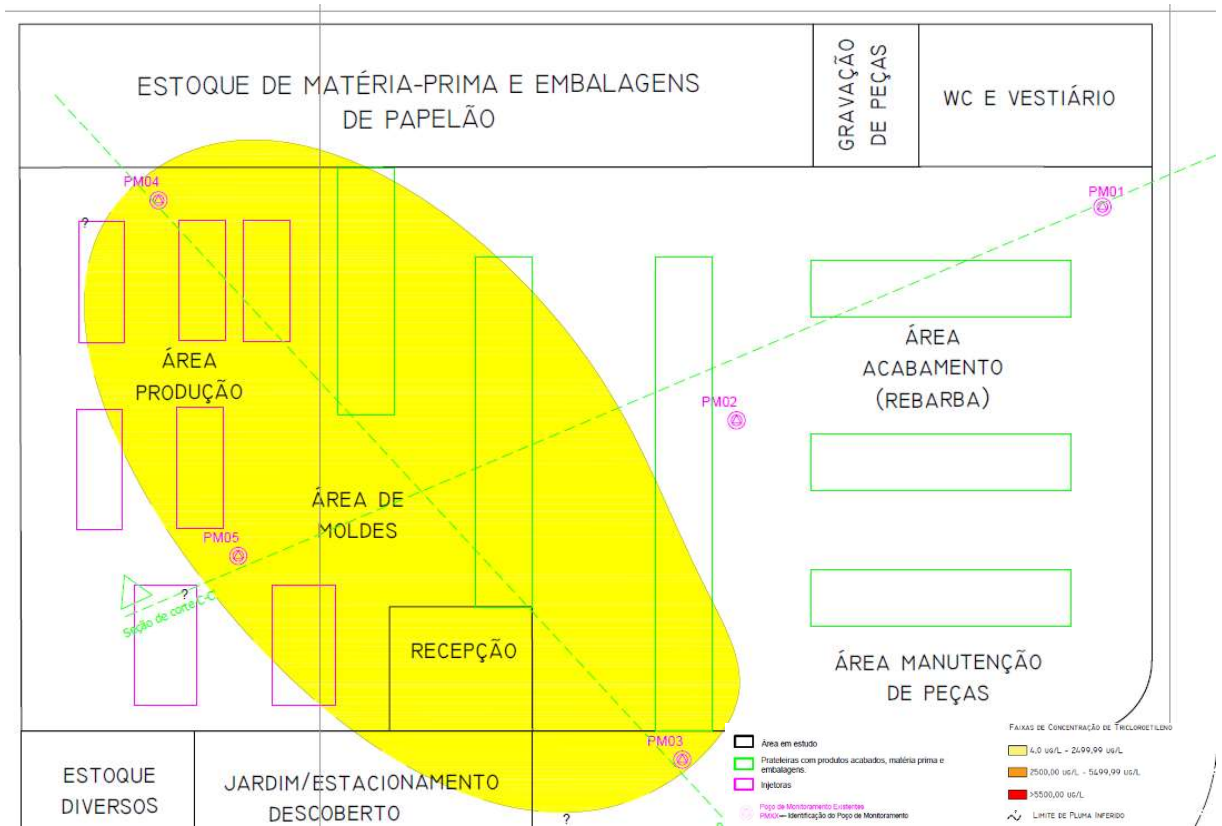 ESTOQUE DE MATÉRIA-PRIMA E EMBALAGENS
DE PAPELÃO
GRAVAÇÃO
DE PEÇAS
WC E VESTIÁRIO
PM04
PM01
?
ÁREA
PRODUÇÃO
ÁREA
ACABAMENTO
(REBARBA)
PM02
ÁREA DE
MOLDES
PM05
?
Seção de corte C-C'
RECEPÇÃO
ÁREA MANUTENÇÃO
DE PEÇAS
PM03
ESTOQUE
DIVERSOS
JARDIM/ESTACIONAMENTO
DESCOBERTO
?
Área em estudo
Prateleiras com produtos acabados, matéria prima e
embalagens.
Injetoras
Poço de Monitoramento Existentes
PMXX— Identificação do Poço de Monitoramento
FAIXAS DE CONCENTRAÇÃO DE TRICLOROETILENO
4,0 UG/L - 2499,99 UG/L
2500,00 UG/L - 5499,99 UG/L
>5500,00 UG/L
LIMITE DE PLUMA INFERIDO